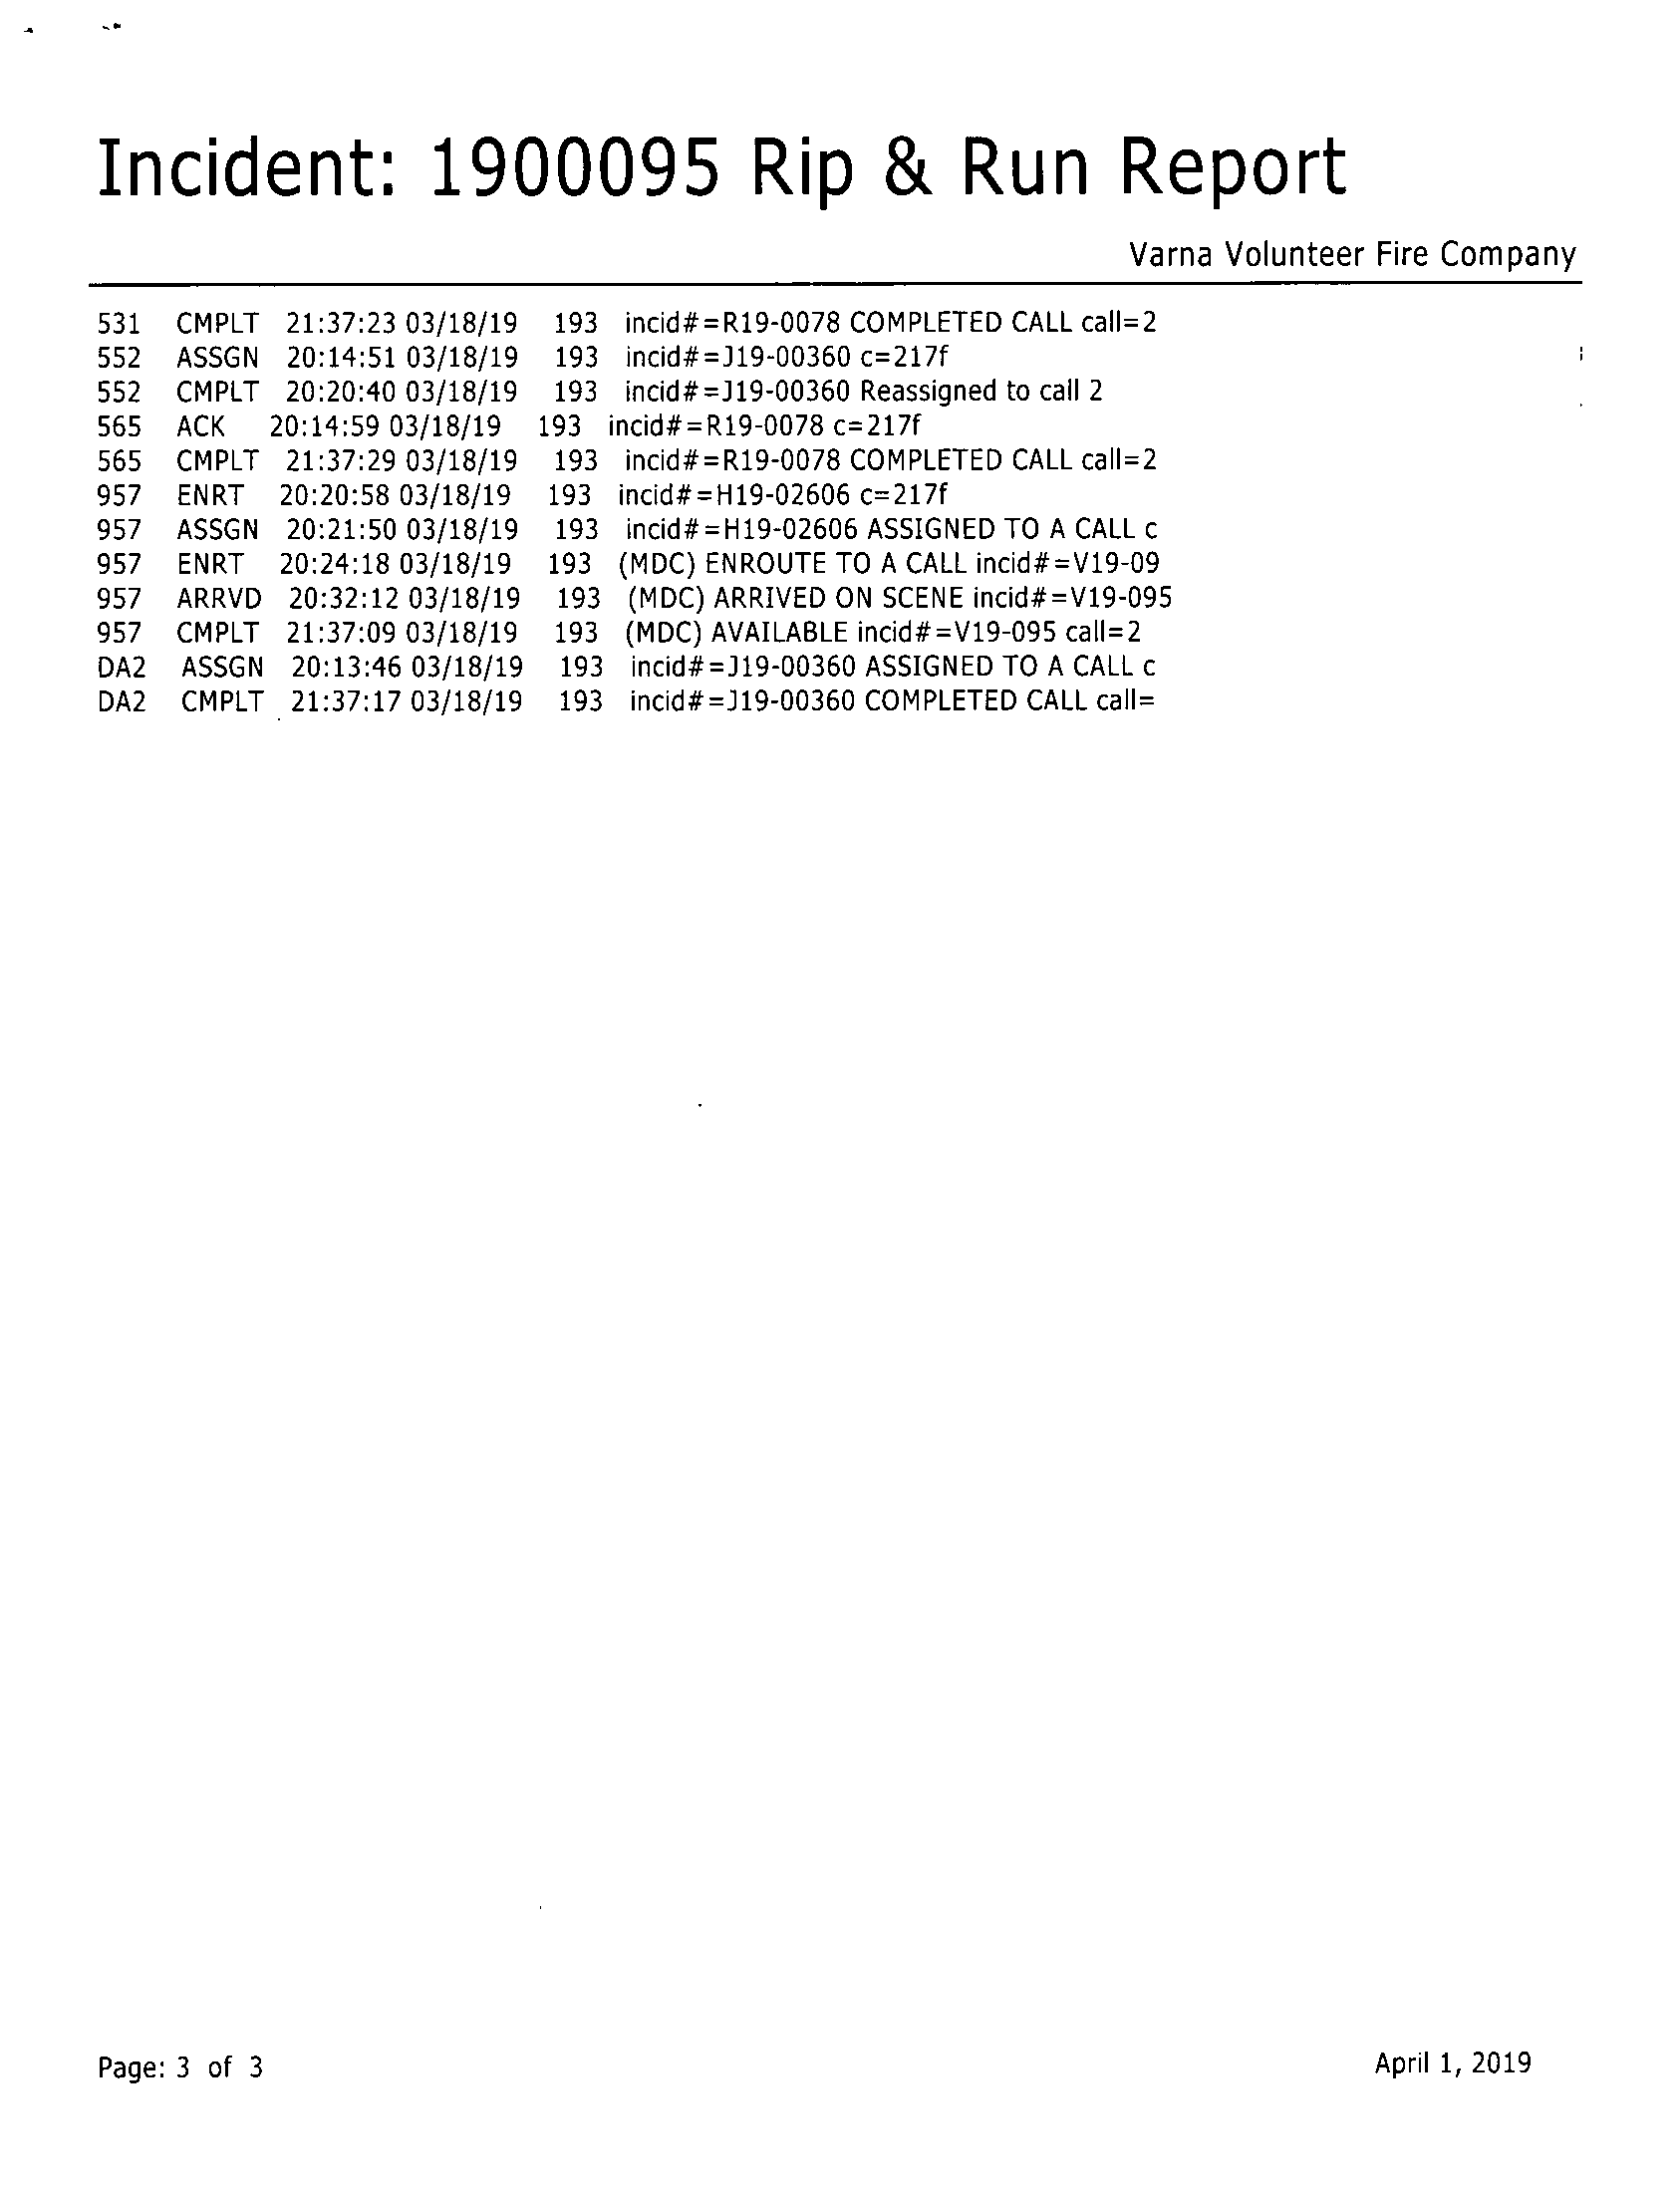 Incident: 1900095 Rip & Run Report
Varna Volunteer Fire Company
531 CMPLT 21:37:23 03/18/19 193 incid#=R19-0078 COMPLETED CALL call=2
552 ASSGN 20:14:51 03/18/19 193 incid#=J19-00360 c=217f
552 CMPLT 20:20:40 03/18/19 193 incid#=J19-00360 Reassigned to call 2
565 ACK 20:14:59 03/18/19 193 incid#=R19-0078 c=217f
565 CMPLT 21:37:29 03/18/19 193 incid#=R19-0078 COMPLETED CALL call=2
957 ENRT 20:20:58 03/18/19 193 incid#=H19-02606 c=217f
957 ASSGN 20:21:50 03/18/19 193 incid#=H19-02606 ASSIGNED TO A CALL c
957 ENRT 20:24:18 03/18/19 193 (MDC) ENROUTE TO A CALL incid#=V19-09
957 ARRVD 20:32:12 03/18/19 193 (MDC) ARRIVED ON SCENE incid#=V19-095
957 CMPLT 21:37:09 03/18/19 193 (MDC) AVAILABLE incid#=V19-095 call=2
DA2 ASSGN 20:13:46 03/18/19 193 incid#=J19-00360 ASSIGNED TO A CALL c
DA2 CMPLT 21:37:17 03/18/19 193 incid#=J19-00360 COMPLETED CALL call=
Page: 3 of 3
April 1, 2019